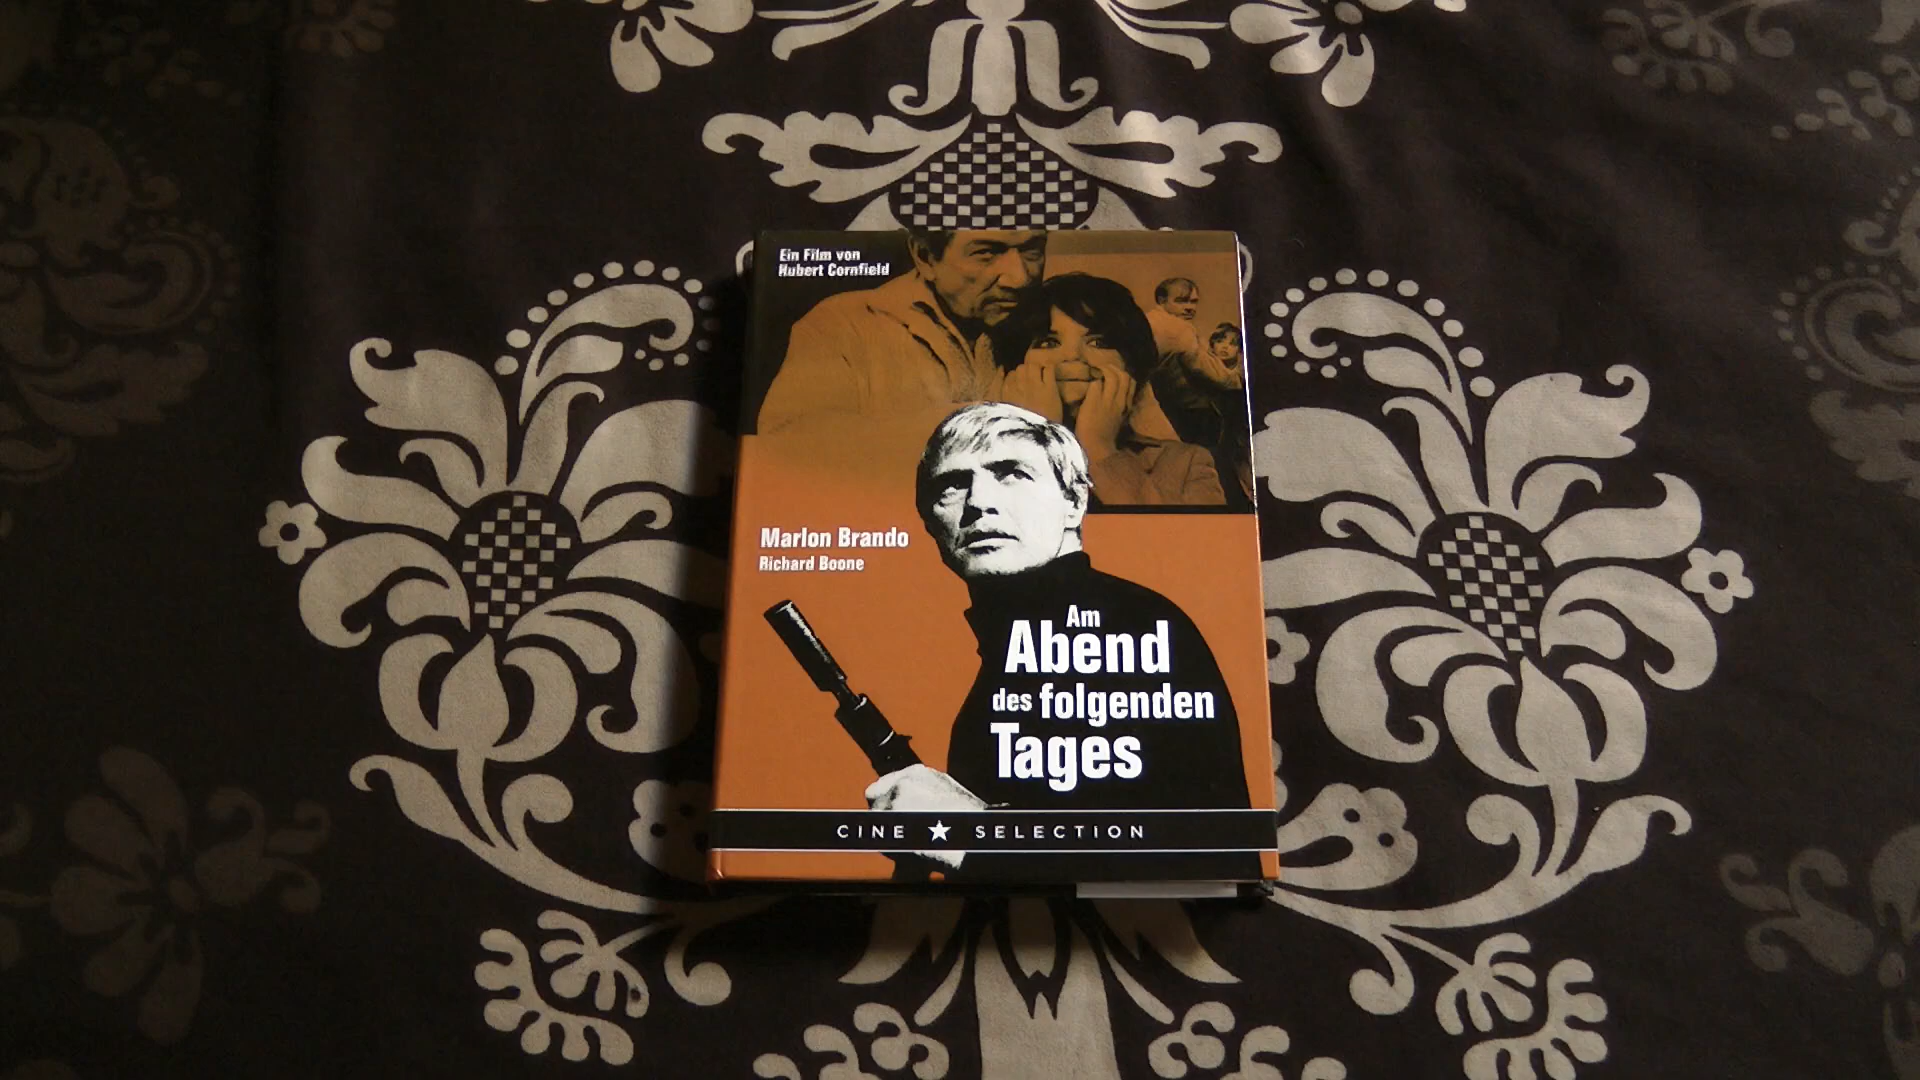 Ein Film von
Hubert Cornfield
Marlon Brando
Richard Boone
Am
Abend
des folgenden
Tages
CINE ★ SELECTION